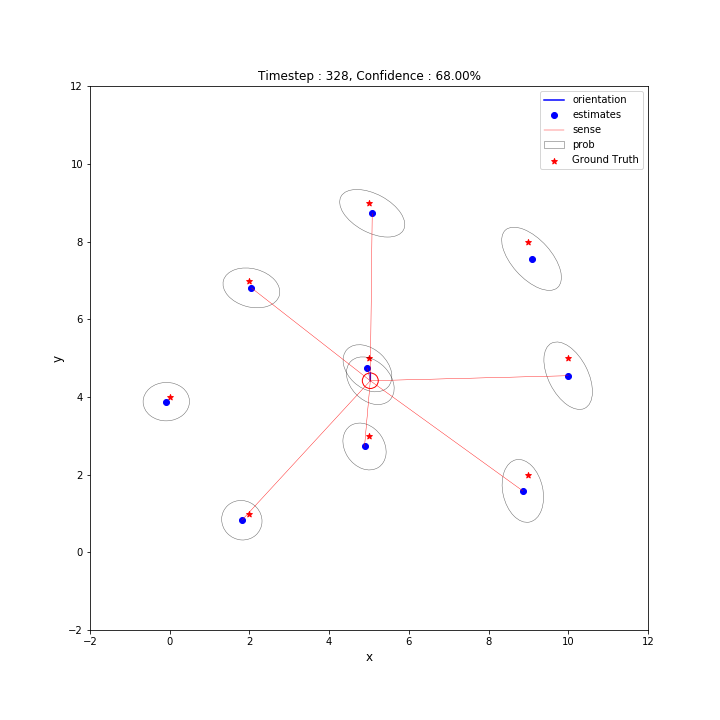 Timestep : 328, Confidence : 68.00%
orientation
estimates
sense
prob
Ground Truth
12
10
8
6
4
2
0
−2
y
−2 0 2 4 6 8 10 12
x